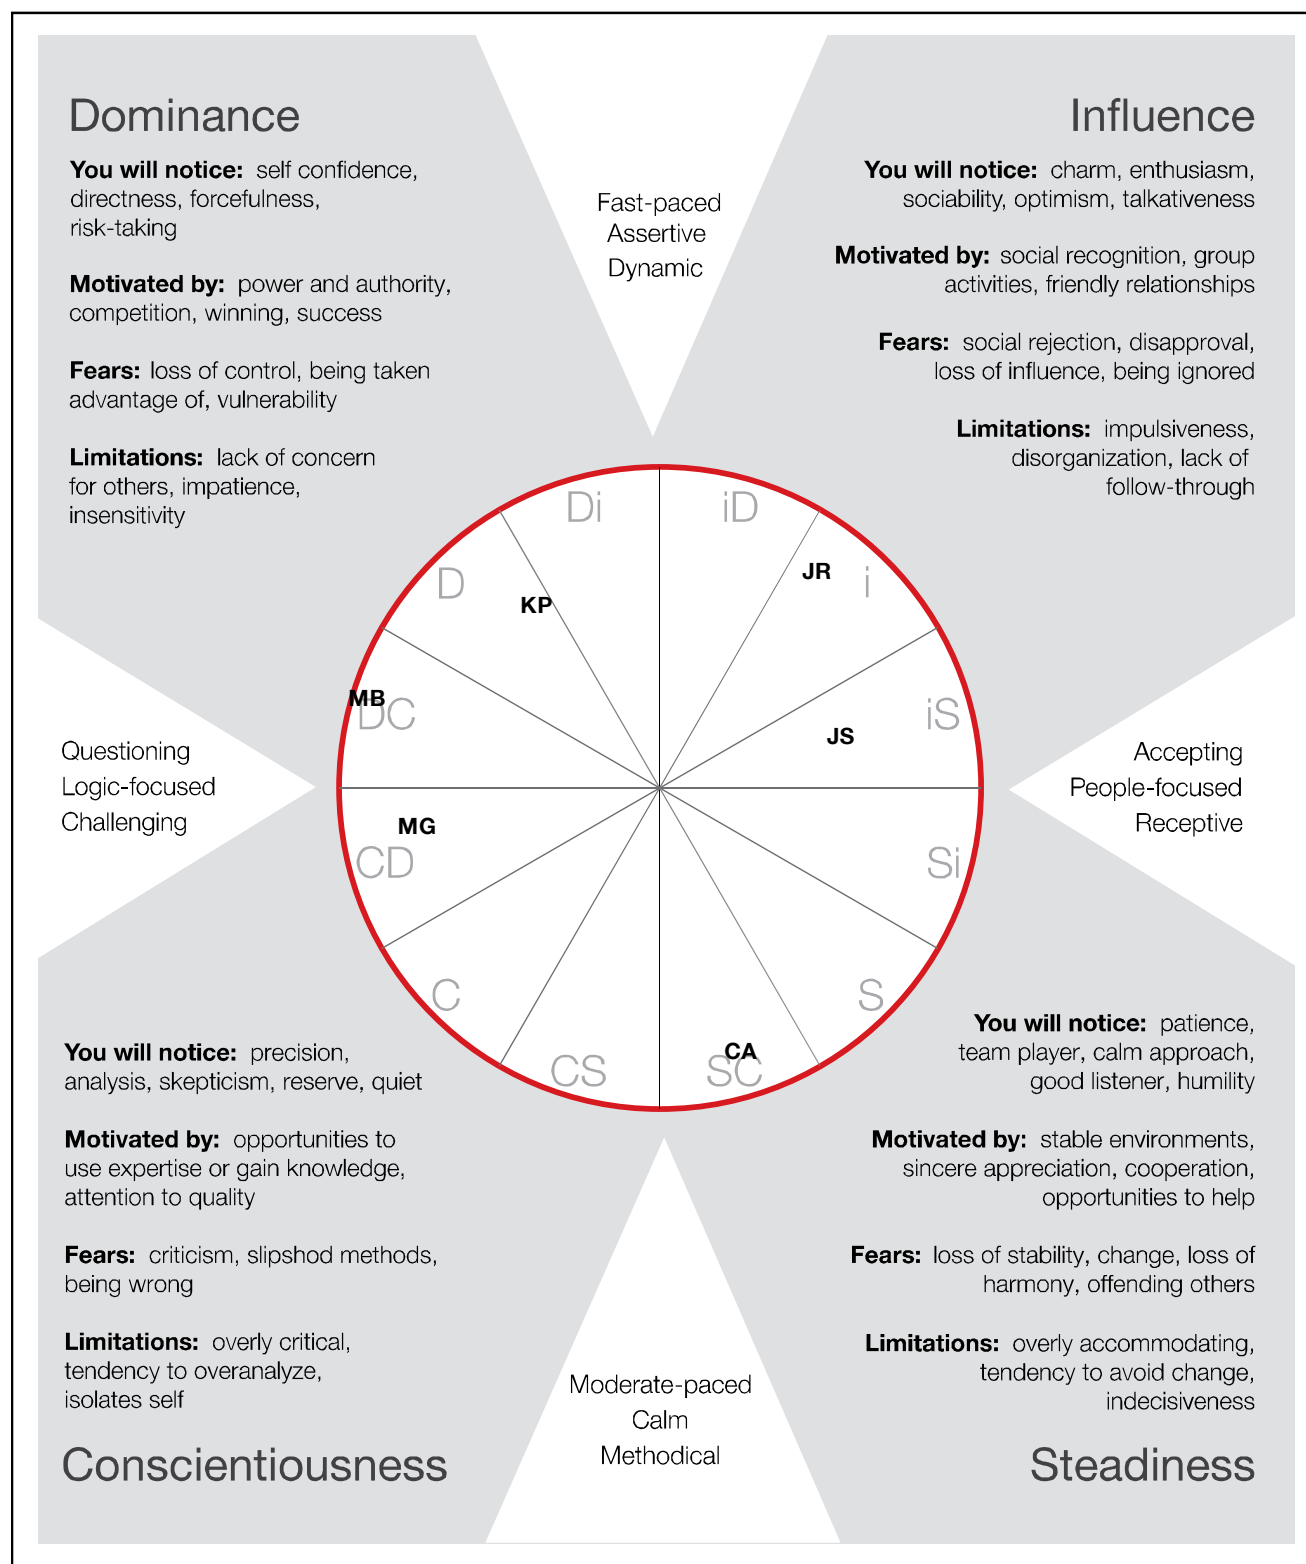 Dominance
You will notice: self confidence,
directness, forcefulness,
risk-taking
Motivated by: power and authority,
competition, winning, success
Fears: loss of control, being taken
advantage of, vulnerability
Limitations: lack of concern
for others, impatience,
insensitivity
Fast-paced
Assertive
Dynamic
Influence
You will notice: charm, enthusiasm,
sociability, optimism, talkativeness
Motivated by: social recognition, group
activities, friendly relationships
Fears: social rejection, disapproval,
loss of influence, being ignored
Limitations: impulsiveness,
disorganization, lack of
follow-through
Di
iD
D
KP
JR
i
MB
DC
JS
iS
MG
CD
Si
C
S
CS
CA
SC
Questioning
Logic-focused
Challenging
Accepting
People-focused
Receptive
You will notice: precision,
analysis, skepticism, reserve, quiet
Motivated by: opportunities to
use expertise or gain knowledge,
attention to quality
Fears: criticism, slipshod methods,
being wrong
Limitations: overly critical,
tendency to overanalyze,
isolates self
Conscientiousness
Moderate-paced
Calm
Methodical
You will notice: patience,
team player, calm approach,
good listener, humility
Motivated by: stable environments,
sincere appreciation, cooperation,
opportunities to help
Fears: loss of stability, change, loss of
harmony, offending others
Limitations: overly accommodating,
tendency to avoid change,
indecisiveness
Steadiness